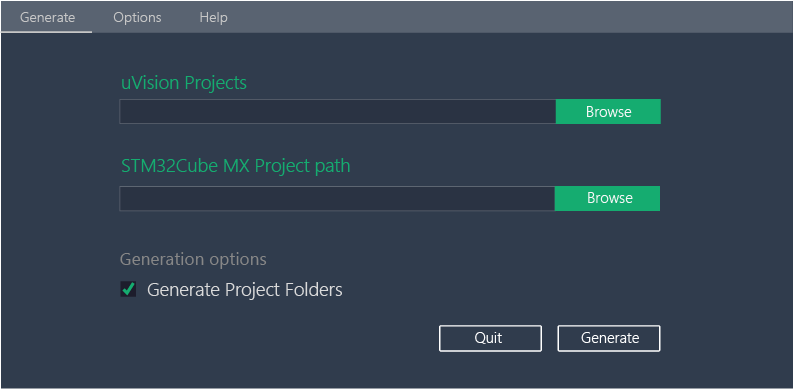 Generate Options Help
uVision Projects
Browse
STM32Cube MX Project path
Browse
Generation options
Generate Project Folders
Quit Generate